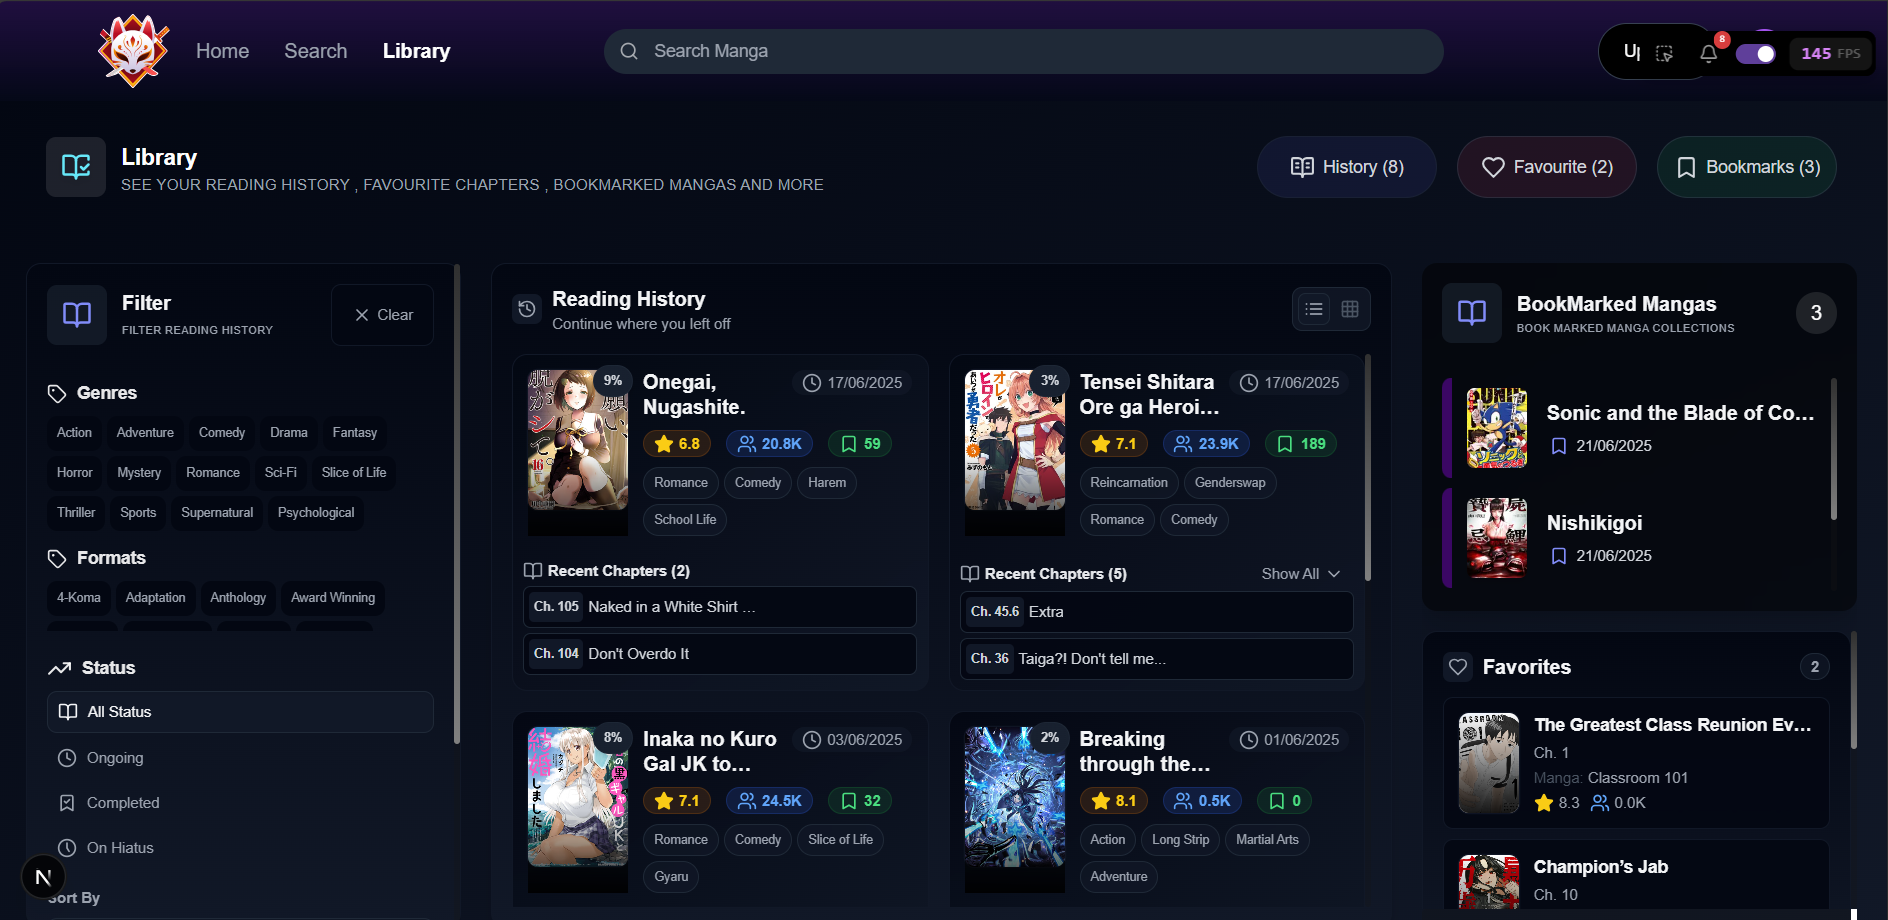 Home
Search
Library
Search Manga
8
145 FPS
Library
SEE YOUR READING HISTORY , FAVOURITE CHAPTERS , BOOKMARKED MANGAS AND MORE
History (8)
Favourite (2)
Bookmarks (3)
Filter
FILTER READING HISTORY
Clear
Genres
Action
Adventure
Comedy
Drama
Fantasy
Horror
Mystery
Romance
Sci-Fi
Slice of Life
Thriller
Sports
Supernatural
Psychological
Formats
4-Koma
Adaptation
Anthology
Award Winning
Status
All Status
Ongoing
Completed
On Hiatus
N
Sort By
Reading History
Continue where you left off
9%
Onegai,
Nugashite.
17/06/2025
6.8
20.8K
59
Romance
Comedy
Harem
School Life
Recent Chapters (2)
Ch. 105 Naked in a White Shirt ...
Ch. 104 Don't Overdo It
3%
Tensei Shitara
Ore ga Heroi...
17/06/2025
7.1
23.9K
189
Reincarnation
Genderswap
Romance
Comedy
Recent Chapters (5)
Show All
Ch. 45.6 Extra
Ch. 36 Taiga?! Don't tell me...
8%
Inaka no Kuro
Gal JK to...
03/06/2025
7.1
24.5K
32
Romance
Comedy
Slice of Life
Gyaru
2%
Breaking
through the...
01/06/2025
8.1
0.5K
0
Action
Long Strip
Martial Arts
Adventure
BookMarked Mangas
BOOK MARKED MANGA COLLECTIONS
3
Sonic and the Blade of Co...
21/06/2025
Nishikigoi
21/06/2025
Favorites
2
The Greatest Class Reunion Ev...
Ch. 1
Manga: Classroom 101
8.3
0.0K
Champion's Jab
Ch. 10